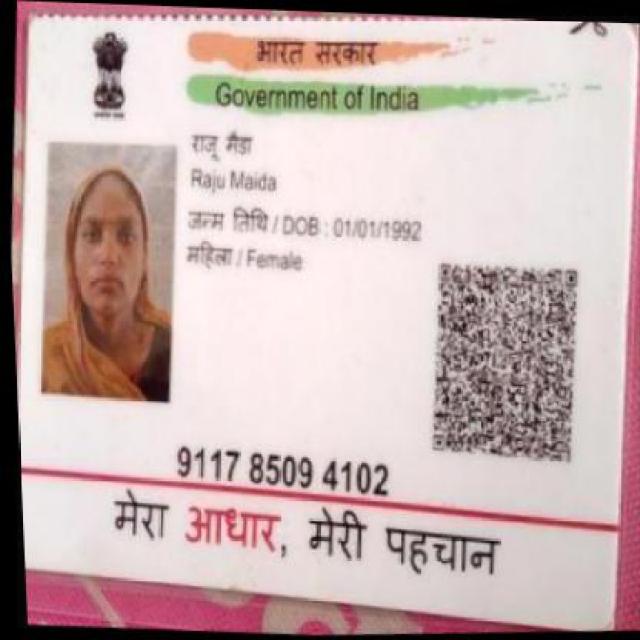 भारत सरकार
Government of India
राजू मैडा
Raju Maida
जन्म तिथि / DOB : 01/01/1992
महिला / Female
9117 8509 4102
मेरा आधार, मेरी पहचान